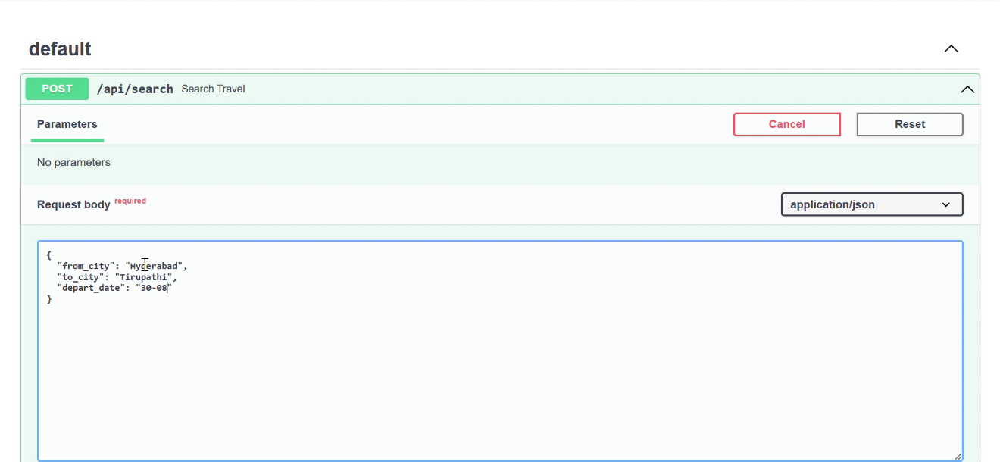 default
POST /api/search Search Travel
Parameters
Cancel
Reset
No parameters
Request body required
application/json
{
  "from_city": "Hyderabad",
  "to_city": "Tirupathi",
  "depart_date": "30-08"
}